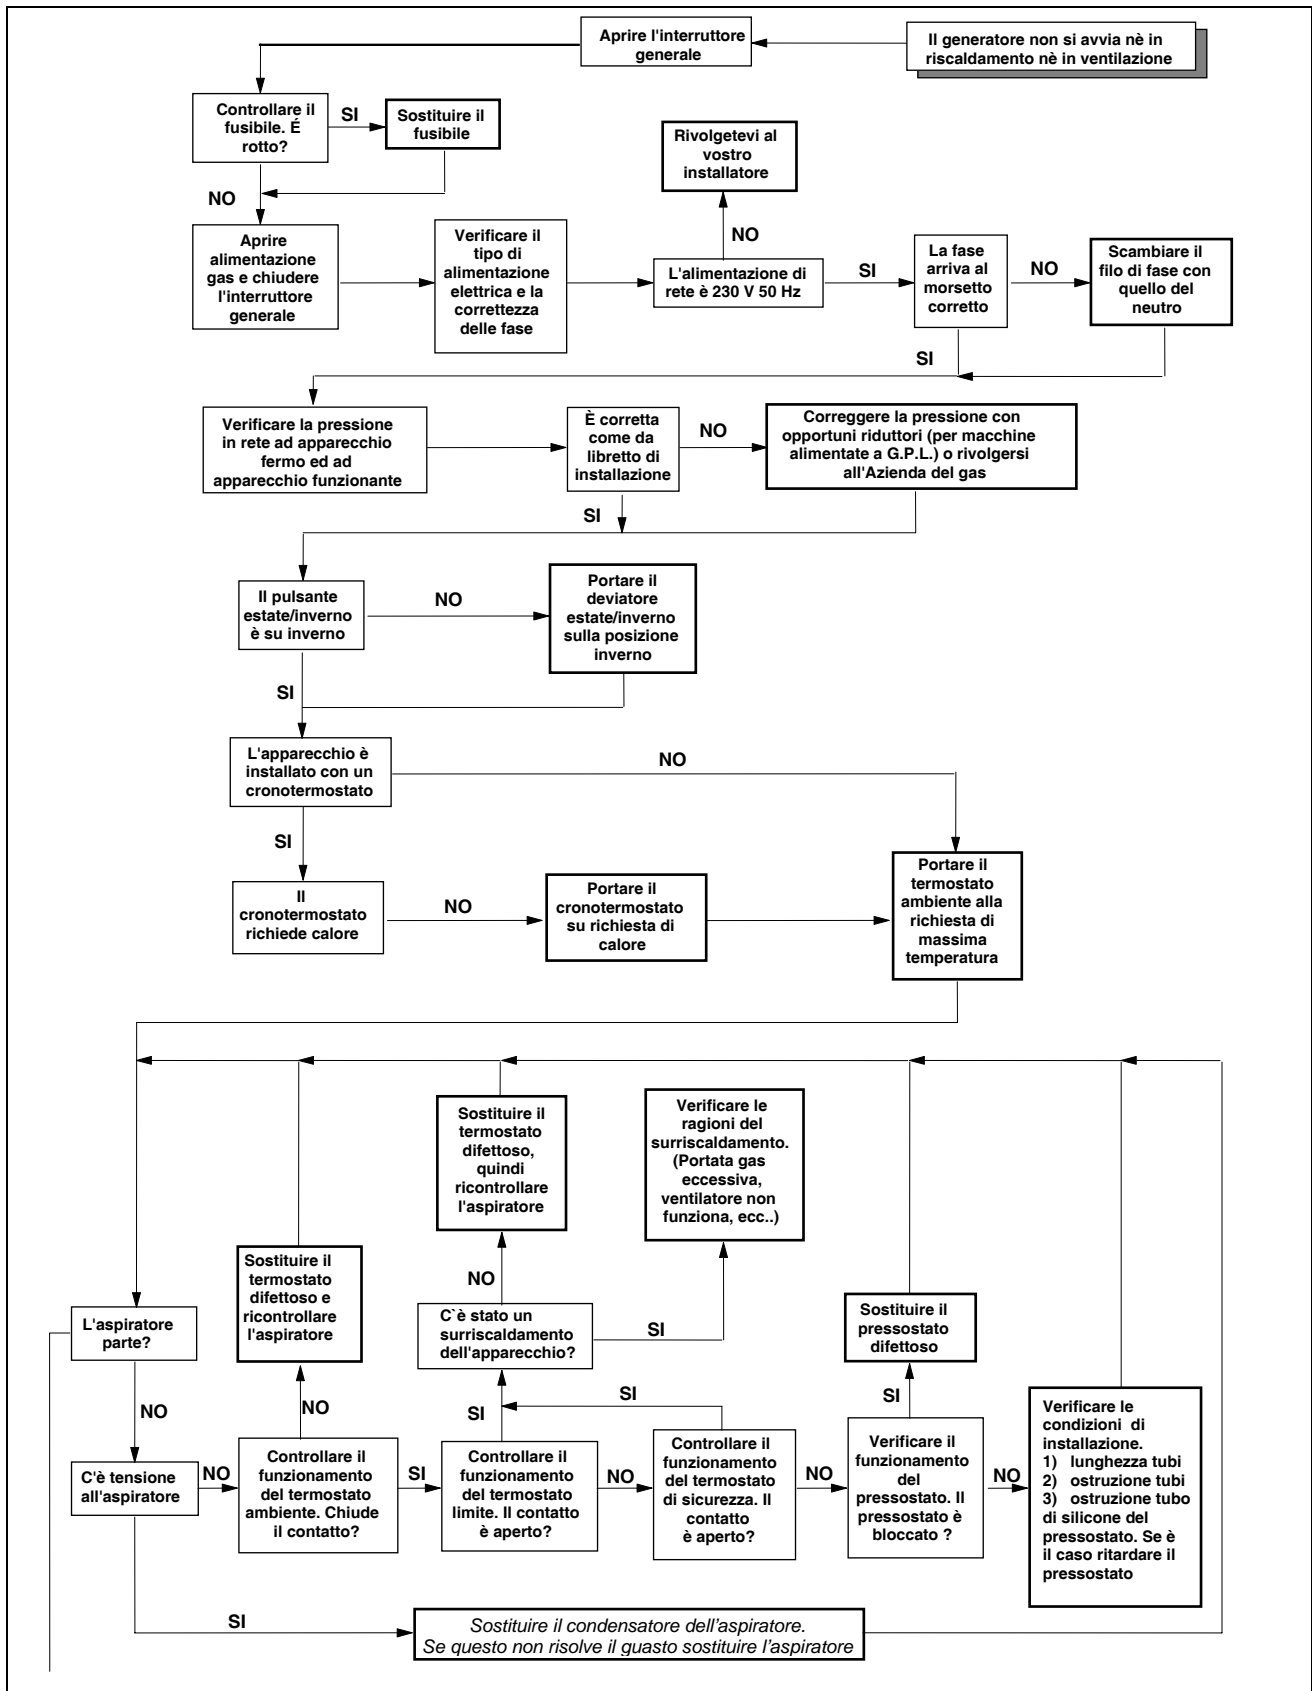 Aprire l'interruttore
generale
Il generatore non si avvia nè in
riscaldamento nè in ventilazione
Controllare il
fusibile. É
rotto?
SI
Sostituire il
fusibile
Rivolgetevi al
vostro
installatore
NO
Aprire
alimentazione
gas e chiudere
l'interruttore
generale
Verificare il
tipo di
alimentazione
elettrica e la
correttezza
delle fase
NO
L'alimentazione di
rete è 230 V 50 Hz
SI
La fase
arriva al
morsetto
corretto
NO
Scambiare il
filo di fase con
quello del
neutro
SI
Verificare la pressione
in rete ad apparecchio
fermo ed ad
apparecchio funzionante
È corretta
come da
libretto di
installazione
NO
Correggere la pressione con
opportuni riduttori (per macchine
alimentate a G.P.L.) o rivolgersi
all'Azienda del gas
SI
Il pulsante
estate/inverno
è su inverno
NO
Portare il
deviatore
estate/inverno
sulla posizione
inverno
SI
L'apparecchio è
installato con un
cronotermostato
NO
SI
Il
cronotermostato
richiede calore
NO
Portare il
cronotermostato
su richiesta di
calore
Portare il
termostato
ambiente alla
richiesta di
massima
temperatura
Sostituire il
termostato
difettoso,
quindi
ricontrollare
l'aspiratore
Verificare le
ragioni del
surriscaldamento.
(Portata gas
eccessiva,
ventilatore non
funziona, ecc..)
Sostituire il
termostato
difettoso e
ricontrollare
l'aspiratore
NO
L'aspiratore
parte?
C`è stato un
surriscaldamento
dell'apparecchio?
SI
Sostituire il
pressostato
difettoso
NO
NO
SI
SI
SI
C'è tensione
all'aspiratore
NO
Controllare il
funzionamento
del termostato
ambiente. Chiude
il contatto?
SI
Controllare il
funzionamento
del termostato
limite. Il contatto
è aperto?
NO
Controllare il
funzionamento
del termostato
di sicurezza. Il
contatto
è aperto?
NO
Verificare il
funzionamento
del
pressostato. Il
pressostato è
bloccato ?
NO
Verificare le
condizioni di
installazione.
1) lunghezza tubi
2) ostruzione tubi
3) ostruzione tubo
di silicone del
pressostato. Se è
il caso ritardare il
pressostato
SI
Sostituire il condensatore dell'aspiratore.
Se questo non risolve il guasto sostituire l'aspiratore